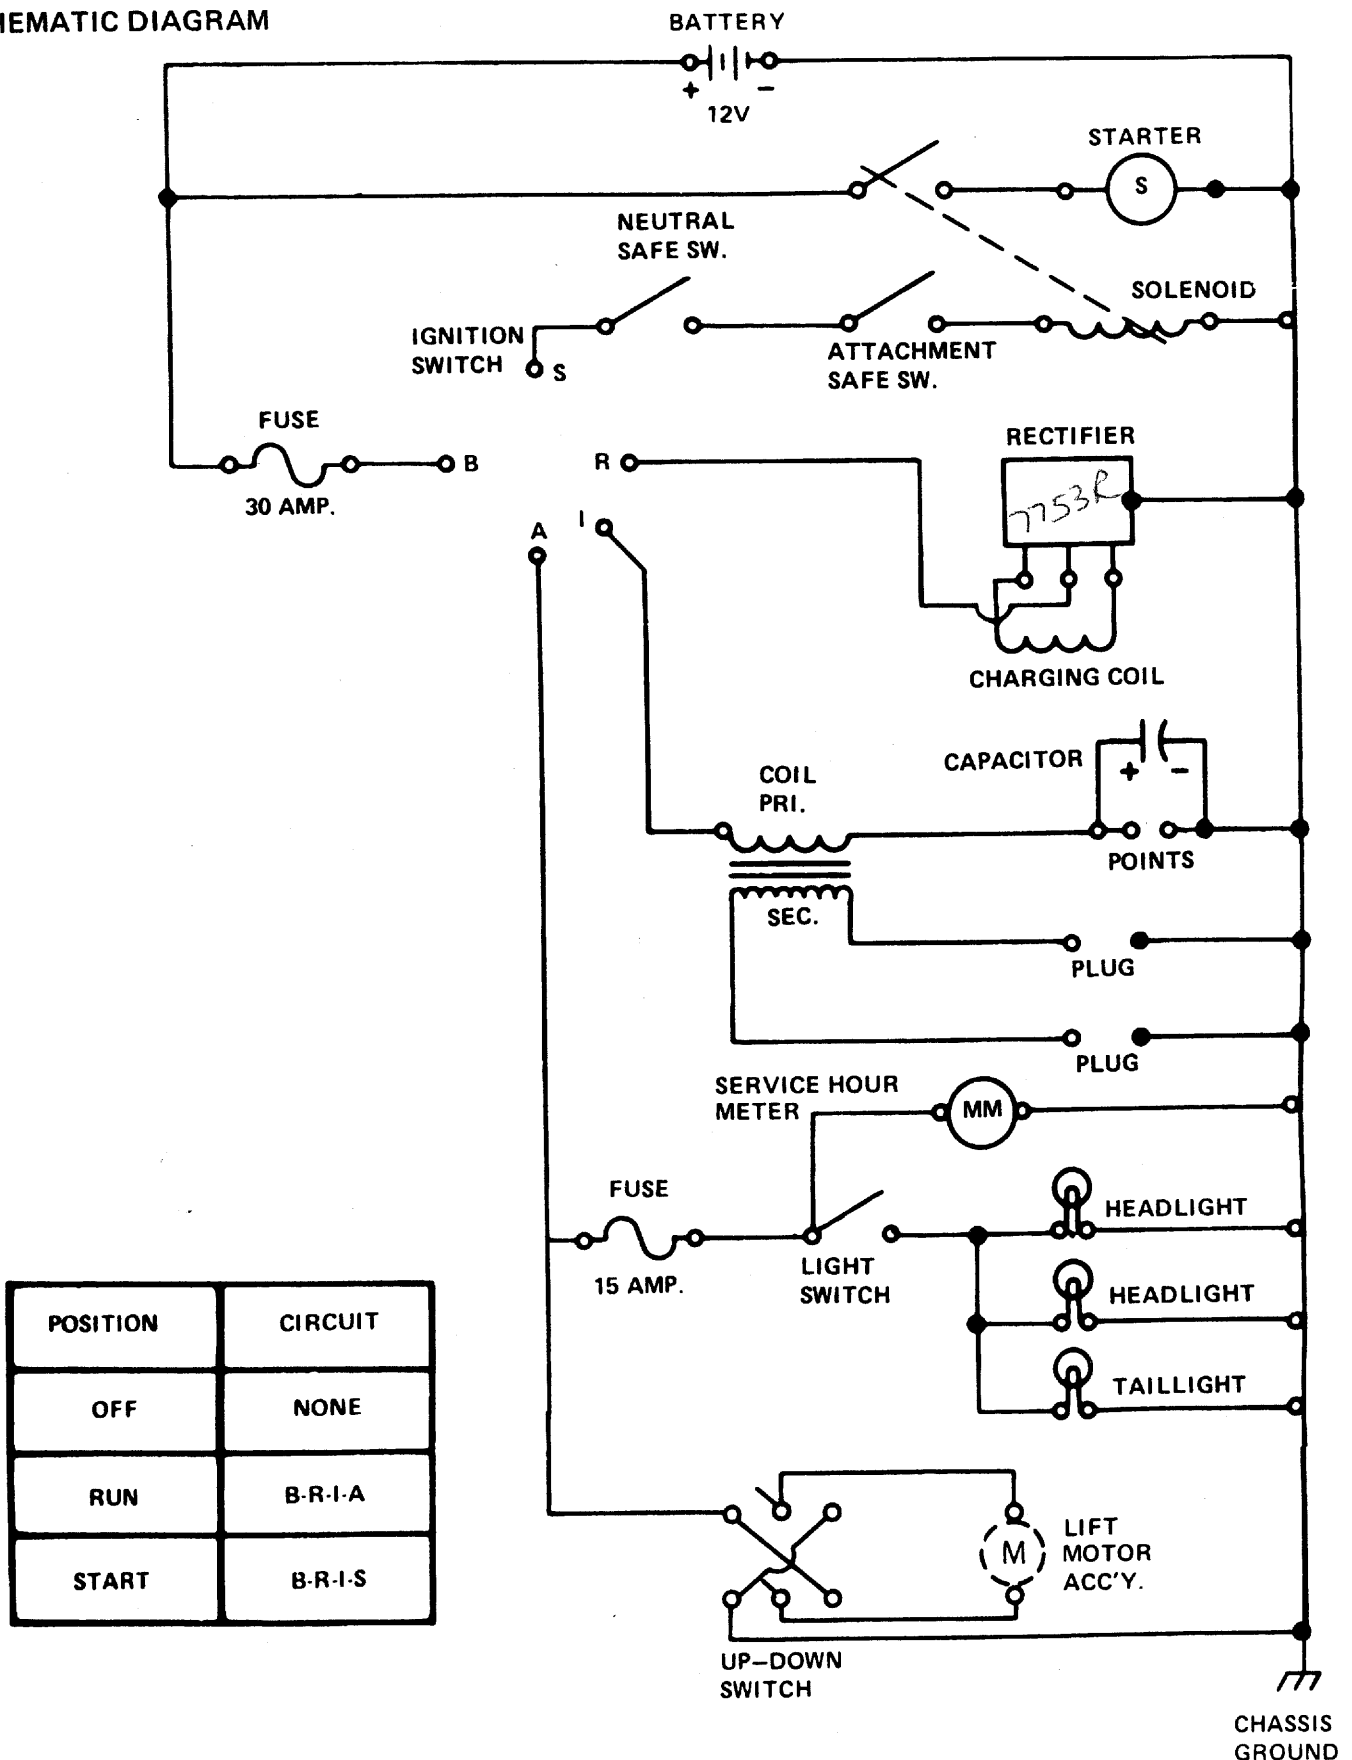 HEMATIC DIAGRAM
BATTERY
+ −
12V
STARTER
S
NEUTRAL
SAFE SW.
SOLENOID
IGNITION
SWITCH
S
ATTACHMENT
SAFE SW.
FUSE
30 AMP.
B
R
I
A
RECTIFIER
7753R
CHARGING COIL
CAPACITOR
+ −
COIL
PRI.
POINTS
SEC.
PLUG
PLUG
SERVICE HOUR
METER
MM
FUSE
15 AMP.
LIGHT
SWITCH
HEADLIGHT
HEADLIGHT
TAILLIGHT
POSITION CIRCUIT
OFF NONE
RUN B-R-I-A
START B-R-I-S
LIFT
MOTOR
ACC'Y.
M
UP–DOWN
SWITCH
CHASSIS
GROUND